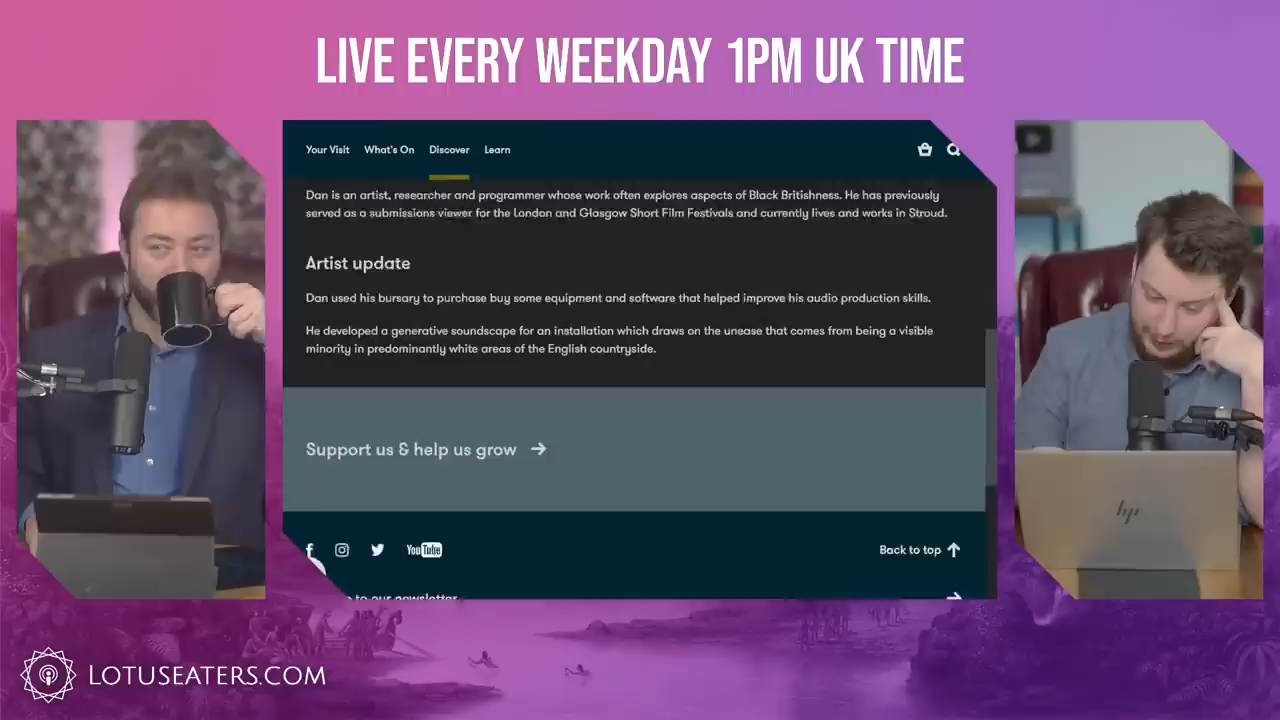 LIVE EVERY WEEKDAY 1PM UK TIME
Your Visit What's On Discover Learn
Dan is an artist, researcher and programmer whose work often explores aspects of Black Britishness. He has previously
served as a submissions viewer for the London and Glasgow Short Film Festivals and currently lives and works in Stroud.
Artist update
Dan used his bursary to purchase buy some equipment and software that helped improve his audio production skills.
He developed a generative soundscape for an installation which draws on the unease that comes from being a visible
minority in predominantly white areas of the English countryside.
Support us & help us grow
hp
f
YouTube
Back to top
to our newsletter
LOTUSEATERS.COM